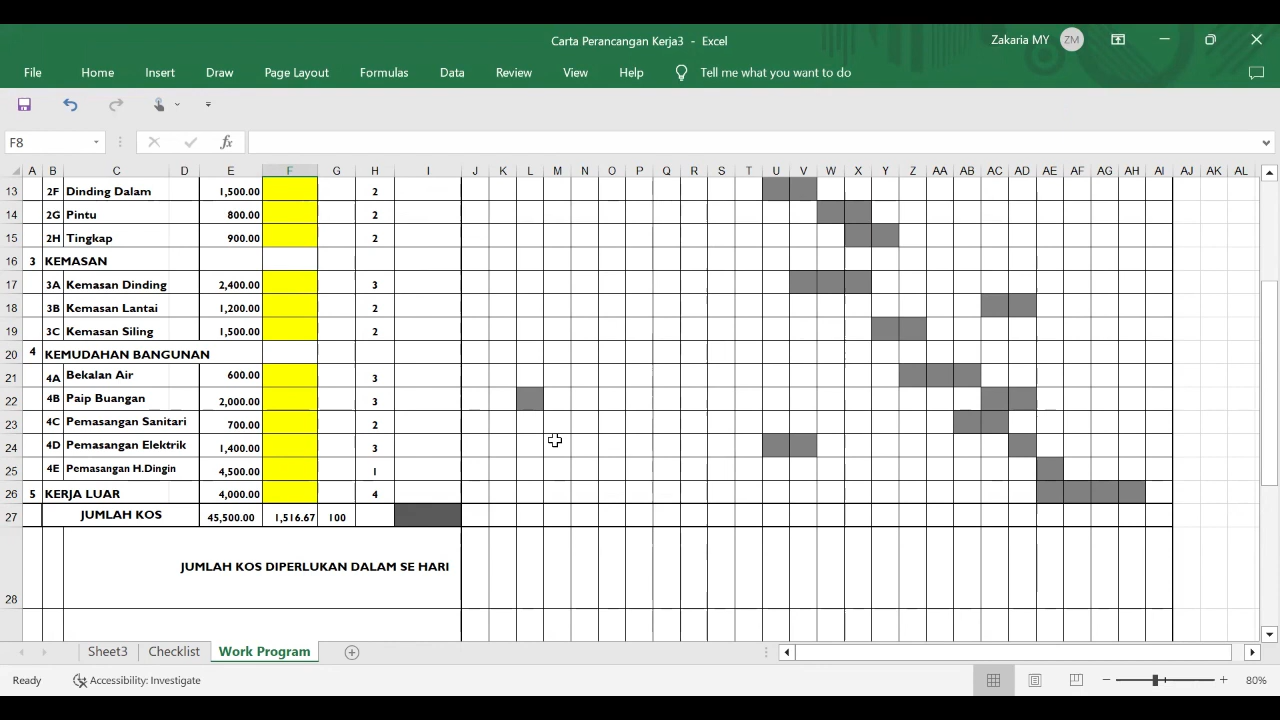 Carta Perancangan Kerja3 - Excel
Zakaria MY ZM
File Home Insert Draw Page Layout Formulas Data Review View Help Tell me what you want to do
F8 fx
A B C D E F G H I J K L M N O P Q R S T U V W X Y Z AA AB AC AD AE AF AG AH AI AJ AK AL
13 2F Dinding Dalam 1,500.00 2
14 2G Pintu 800.00 2
15 2H Tingkap 900.00 2
16 3 KEMASAN
17 3A Kemasan Dinding 2,400.00 3
18 3B Kemasan Lantai 1,200.00 2
19 3C Kemasan Siling 1,500.00 2
20 4 KEMUDAHAN BANGUNAN
21 4A Bekalan Air 600.00 3
22 4B Paip Buangan 2,000.00 3
23 4C Pemasangan Sanitari 700.00 2
24 4D Pemasangan Elektrik 1,400.00 3
25 4E Pemasangan H.Dingin 4,500.00 1
26 5 KERJA LUAR 4,000.00 4
27 JUMLAH KOS 45,500.00 1,516.67 100
28 JUMLAH KOS DIPERLUKAN DALAM SE HARI
Sheet3 Checklist Work Program
Ready Accessibility: Investigate 80%